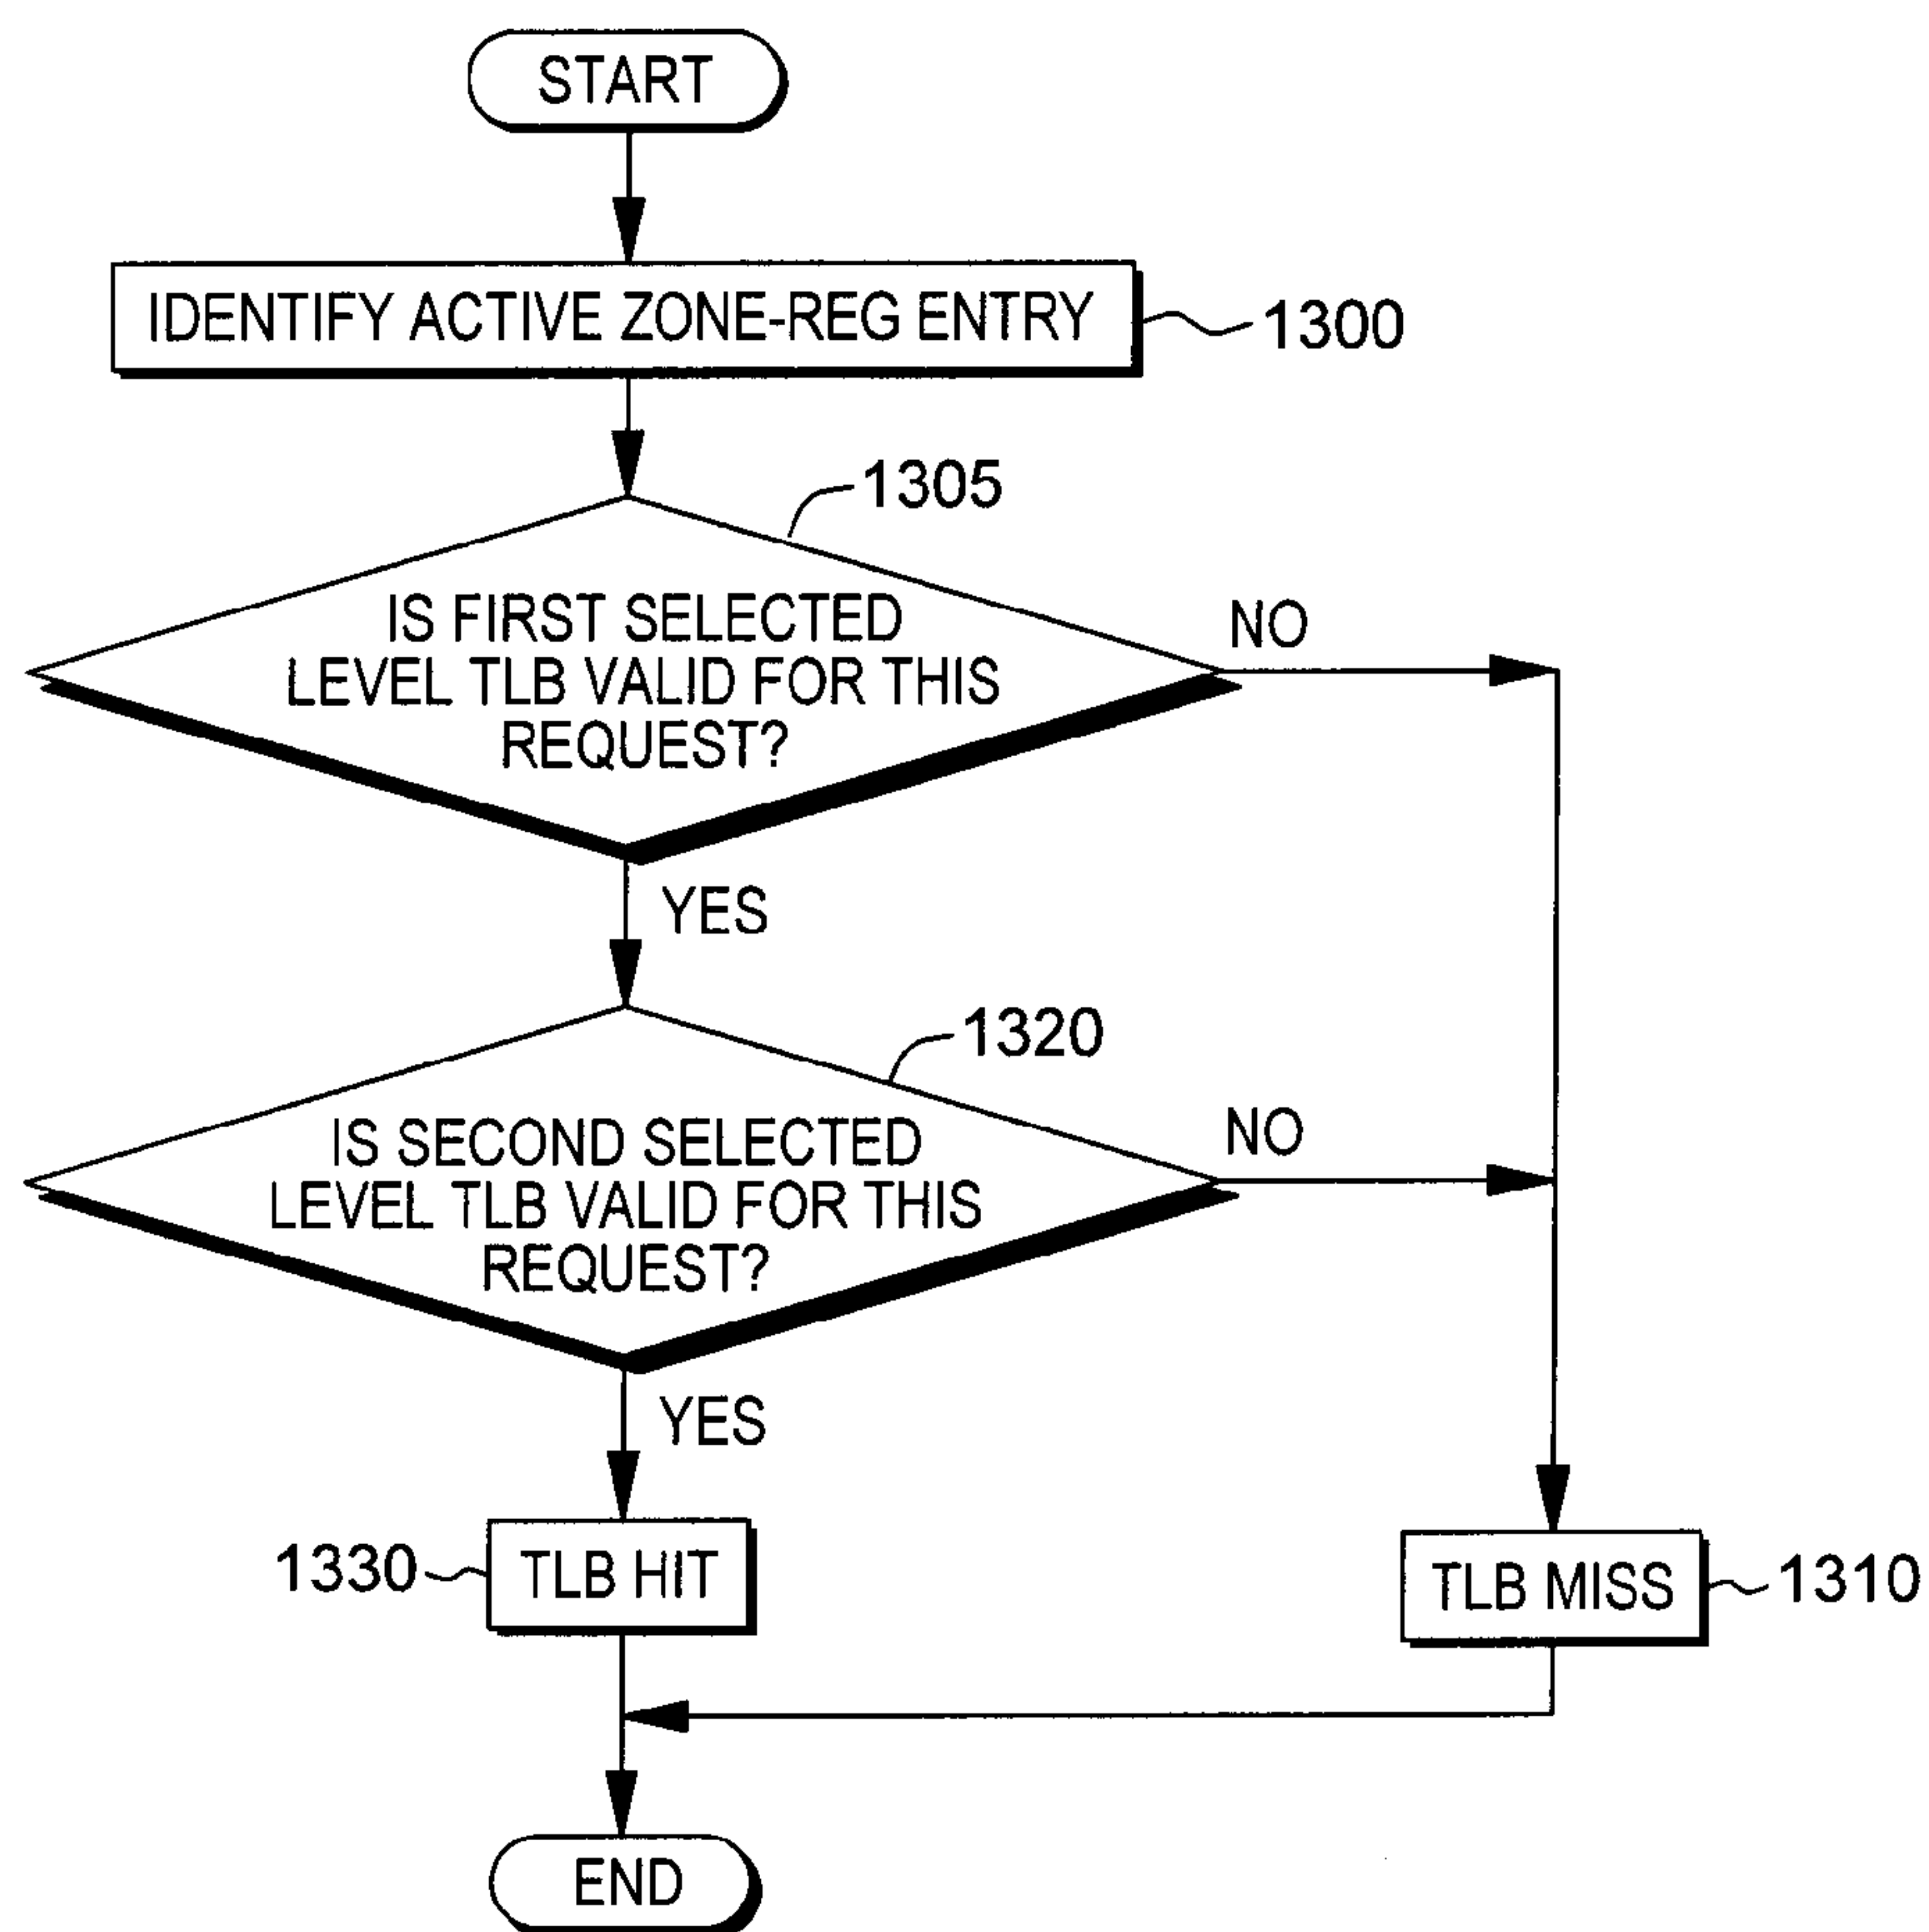 START
IDENTIFY ACTIVE ZONE-REG ENTRY
1300
1305
IS FIRST SELECTED
LEVEL TLB VALID FOR THIS
REQUEST?
NO
YES
1320
IS SECOND SELECTED
LEVEL TLB VALID FOR THIS
REQUEST?
NO
YES
1330
TLB HIT
TLB MISS
1310
END